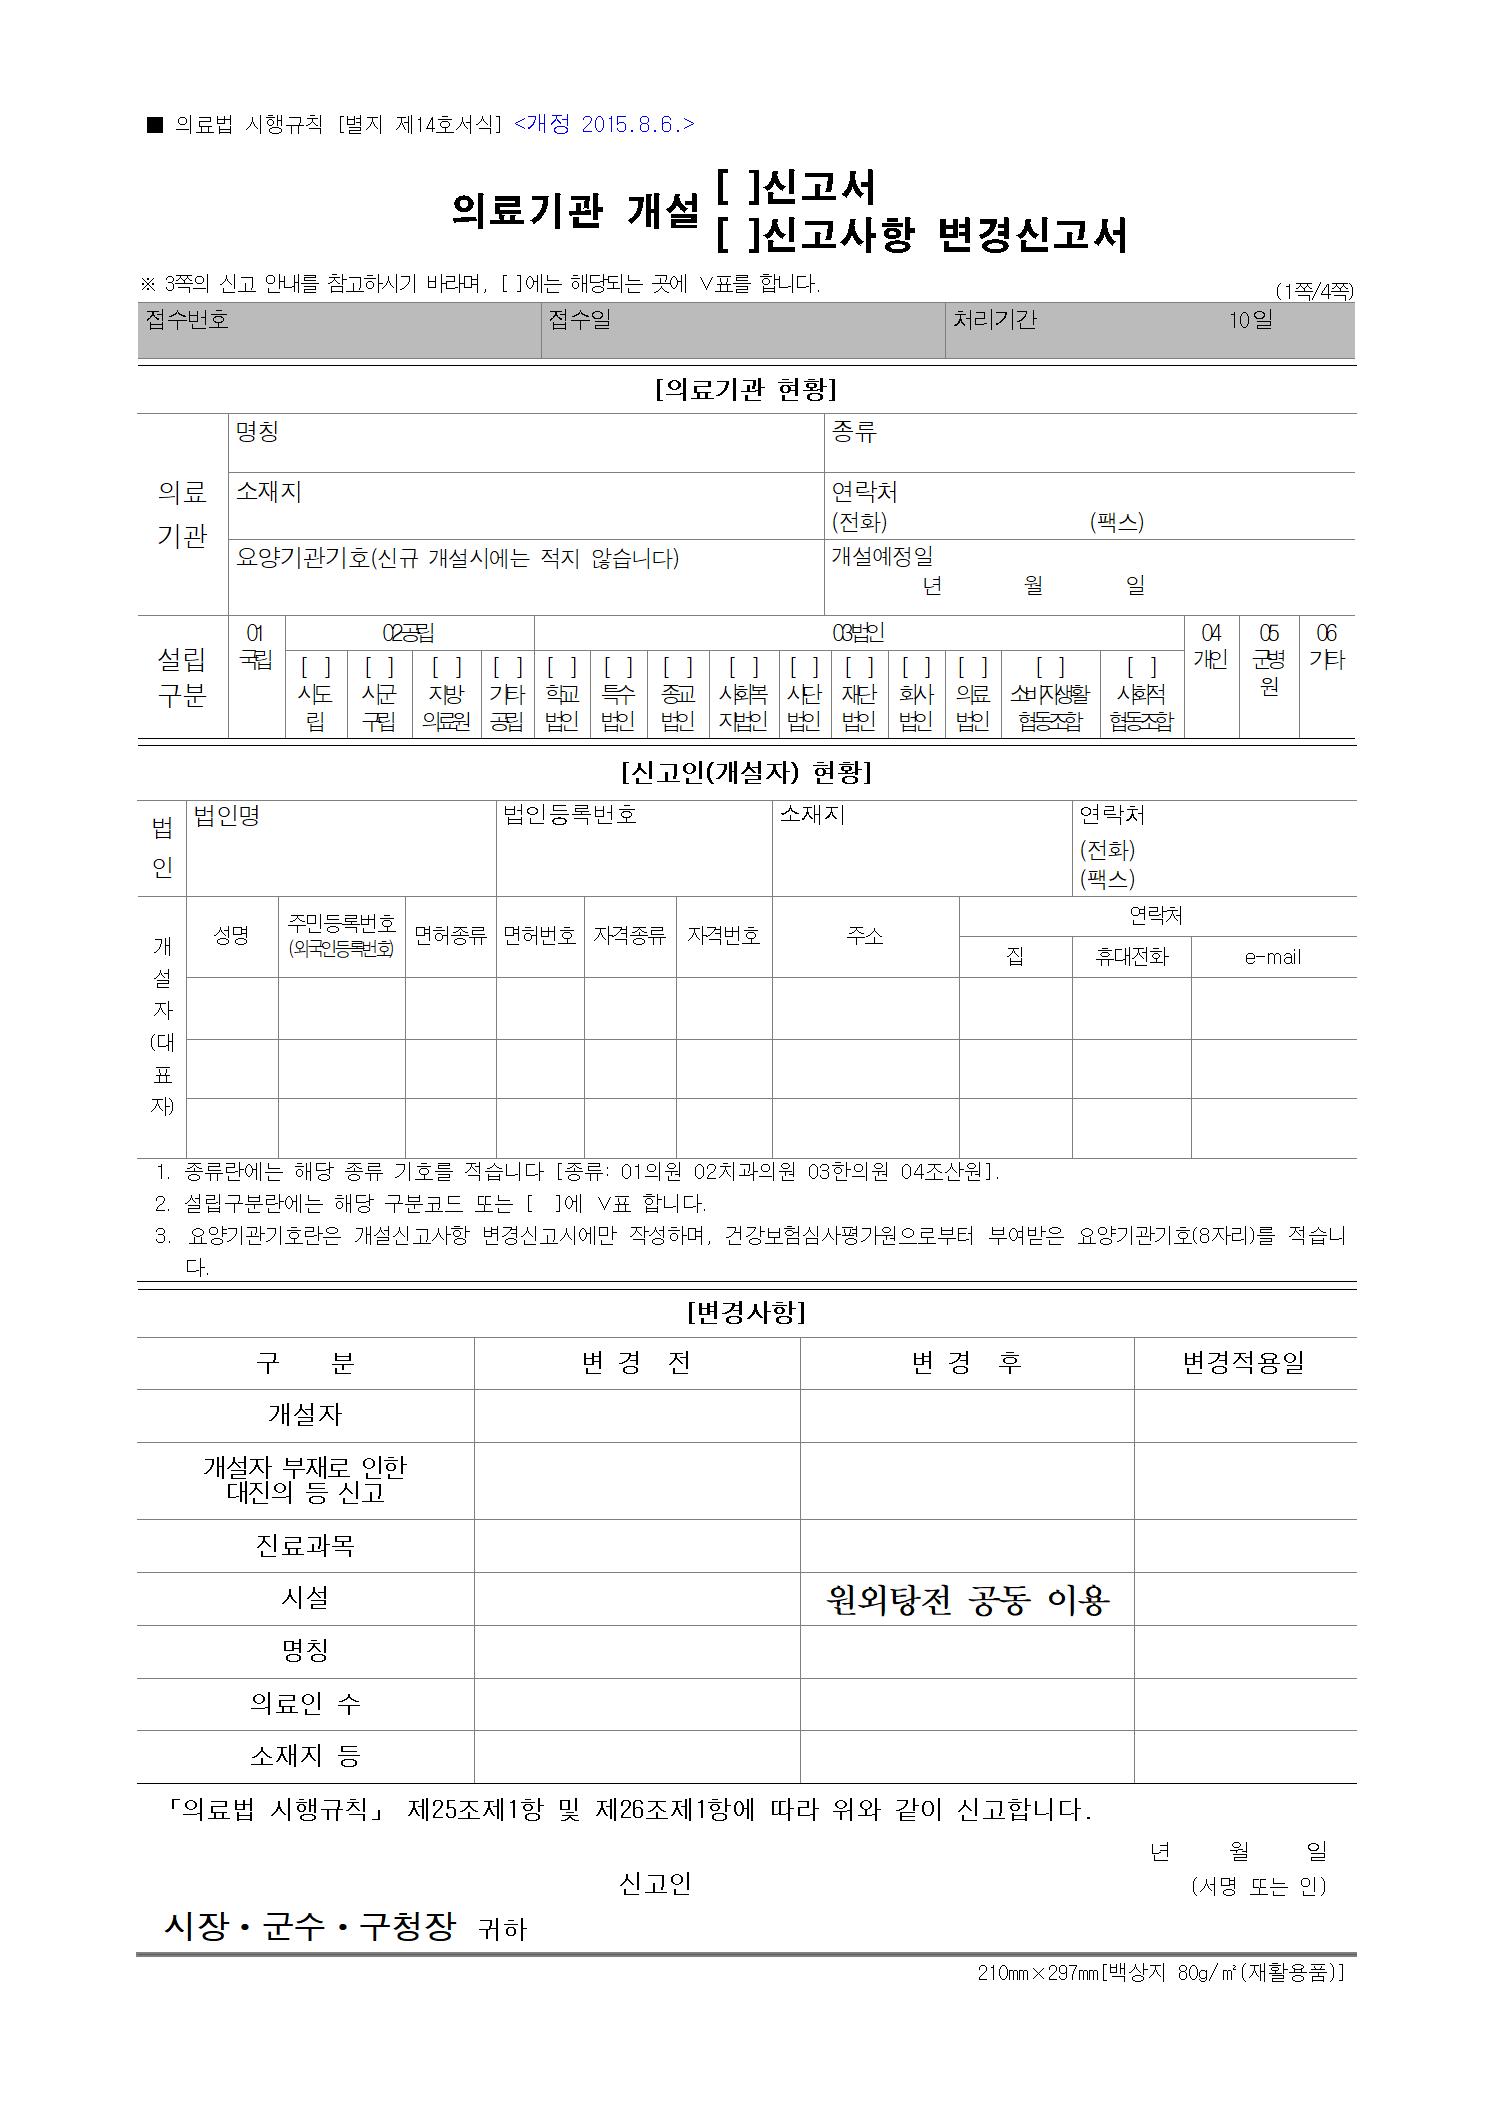 ■ 의료법 시행규칙 [별지 제14호서식] <개정 2015.8.6.>
의료기관 개설 [ ]신고서
[ ]신고사항 변경신고서
※ 3쪽의 신고 안내를 참고하시기 바라며, [ ]에는 해당되는 곳에 √표를 합니다.
(1쪽/4쪽)
접수번호 접수일 처리기간 10일
[의료기관 현황]
의료
기관
명칭 종류
소재지 연락처
(전화) (팩스)
요양기관기호(신규 개설시에는 적지 않습니다) 개설예정일
년 월 일
설립
구분
01
국립
02공립 03법인
04
개인
05
군병
원
06
기타
[ ] [ ] [ ] [ ] [ ] [ ] [ ] [ ] [ ] [ ] [ ] [ ] [ ] [ ]
시도 시군 지방 기타 학교 특수 종교 사회복 사단 재단 회사 의료 소비자생활 사회적
립 구립 의료원 공립 법인 법인 법인 지법인 법인 법인 법인 법인 협동조합 협동조합
[신고인(개설자) 현황]
법
인
법인명 법인등록번호 소재지 연락처
(전화)
(팩스)
개
설
자
(대
표
자)
성명 주민등록번호 면허종류 면허번호 자격종류 자격번호 주소 연락처
(외국인등록번호)
집 휴대전화 e-mail
1. 종류란에는 해당 종류 기호를 적습니다 [종류: 01의원 02치과의원 03한의원 04조산원].
2. 설립구분란에는 해당 구분코드 또는 [ ]에 √표 합니다.
3. 요양기관기호란은 개설신고사항 변경신고시에만 작성하며, 건강보험심사평가원으로부터 부여받은 요양기관기호(8자리)를 적습니
다.
[변경사항]
구 분 변 경 전 변 경 후 변경적용일
개설자
개설자 부재로 인한
대진의 등 신고
진료과목
시설 원외탕전 공동 이용
명칭
의료인 수
소재지 등
「의료법 시행규칙」 제25조제1항 및 제26조제1항에 따라 위와 같이 신고합니다.
년 월 일
신고인 (서명 또는 인)
시장·군수·구청장 귀하
210㎜×297㎜[백상지 80g/㎡(재활용품)]